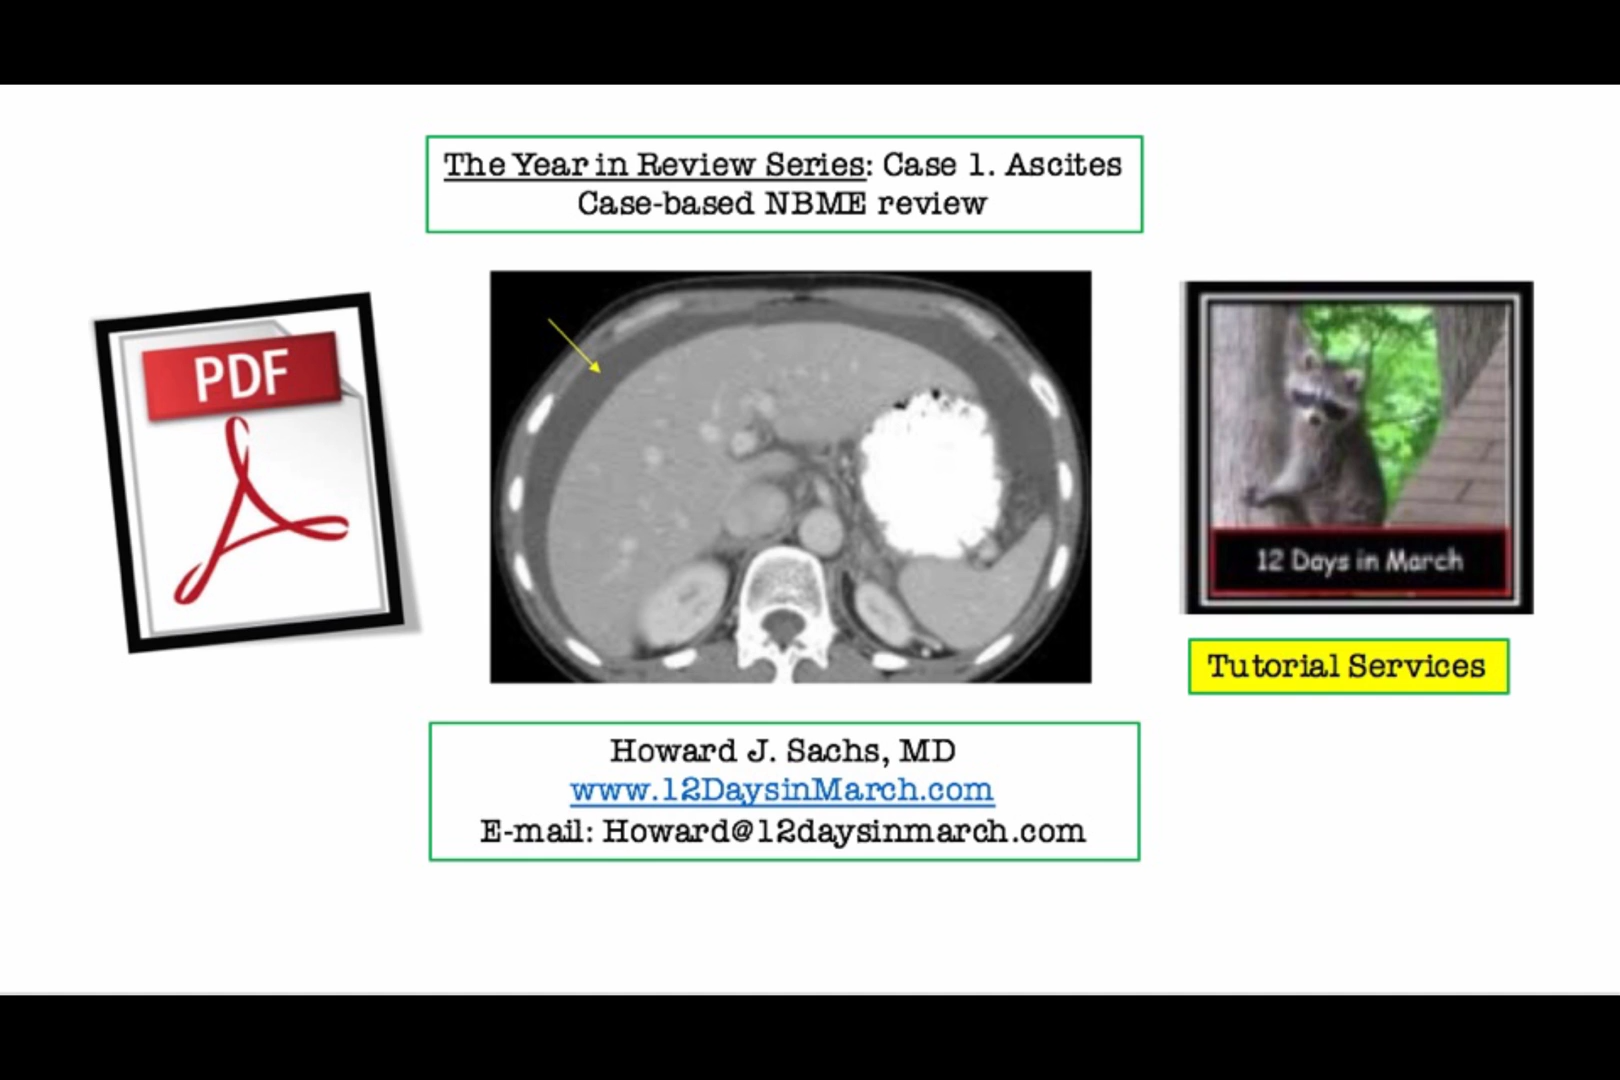 The Year in Review Series: Case 1. Ascites
Case-based NBME review
PDF
12 Days in March
Tutorial Services
Howard J. Sachs, MD
www.12DaysinMarch.com
E-mail: Howard@12daysinmarch.com